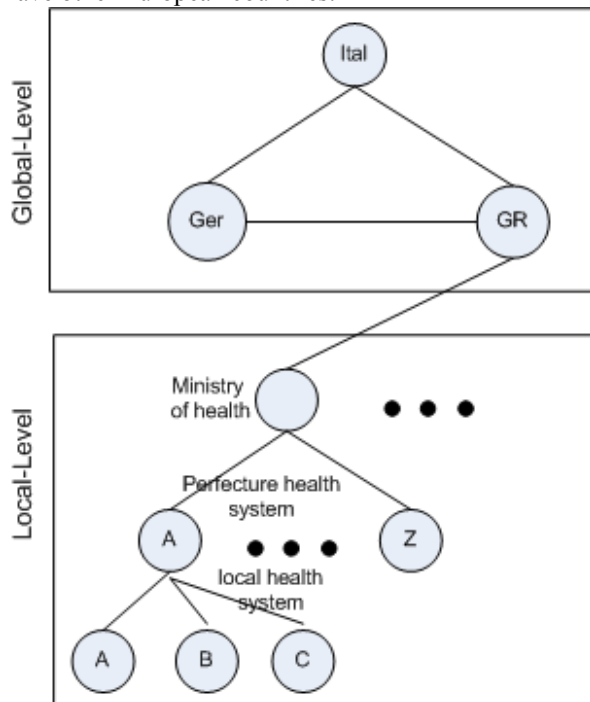 Ital
Global-Level
Ger
GR
Ministry
of health
Local-Level
Perfecture health
system
A
Z
local health
system
A
B
C